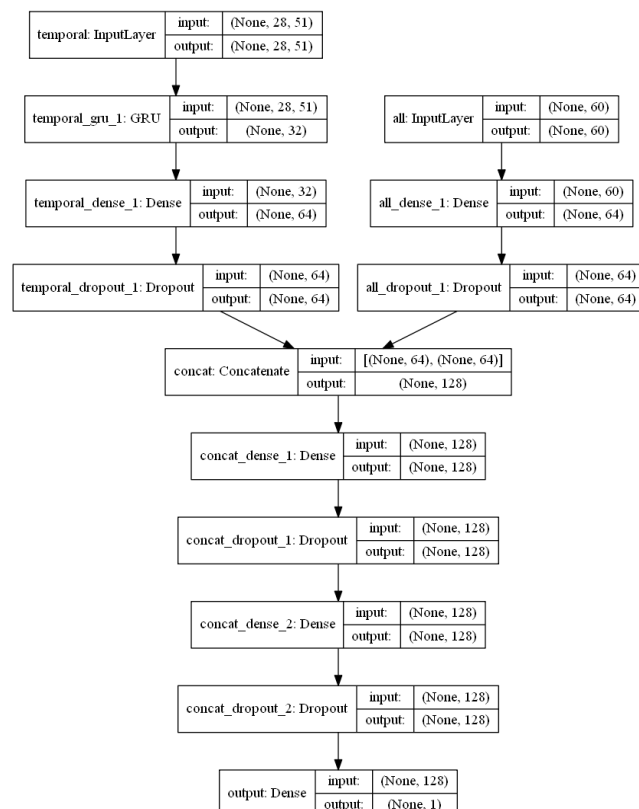 temporal: InputLayer
input: (None, 28, 51)
output: (None, 28, 51)
temporal_gru_1: GRU
input: (None, 28, 51)
output: (None, 32)
all: InputLayer
input: (None, 60)
output: (None, 60)
temporal_dense_1: Dense
input: (None, 32)
output: (None, 64)
all_dense_1: Dense
input: (None, 60)
output: (None, 64)
temporal_dropout_1: Dropout
input: (None, 64)
output: (None, 64)
all_dropout_1: Dropout
input: (None, 64)
output: (None, 64)
concat: Concatenate
input: [(None, 64), (None, 64)]
output: (None, 128)
concat_dense_1: Dense
input: (None, 128)
output: (None, 128)
concat_dropout_1: Dropout
input: (None, 128)
output: (None, 128)
concat_dense_2: Dense
input: (None, 128)
output: (None, 128)
concat_dropout_2: Dropout
input: (None, 128)
output: (None, 128)
output: Dense
input: (None, 128)
output: (None, 1)